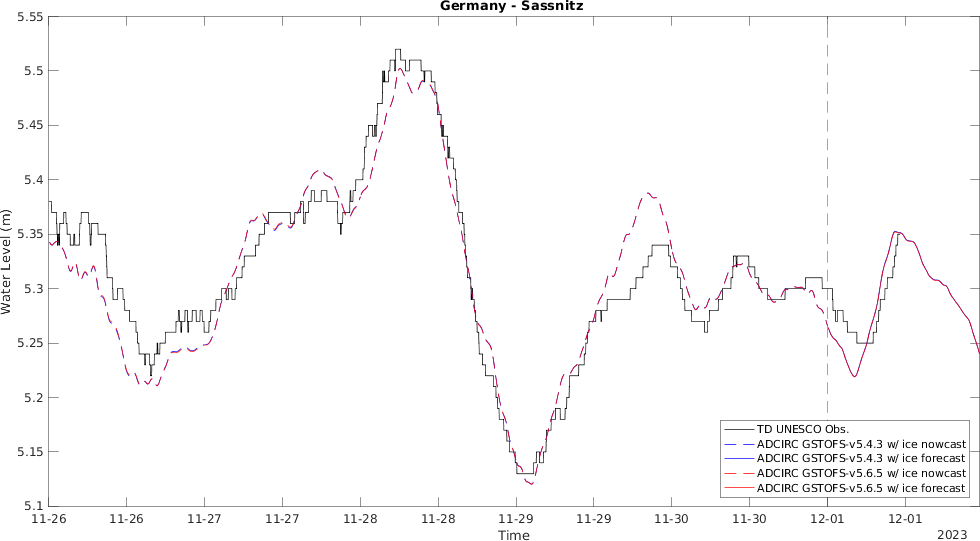 Germany - Sassnitz
5.55
5.5
5.45
5.4
5.35
5.3
5.25
5.2
5.15
5.1
Water Level (m)
TD UNESCO Obs.
ADCIRC GSTOFS-v5.4.3 w/ ice nowcast
ADCIRC GSTOFS-v5.4.3 w/ ice forecast
ADCIRC GSTOFS-v5.6.5 w/ ice nowcast
ADCIRC GSTOFS-v5.6.5 w/ ice forecast
11-26 11-26 11-27 11-27 11-28 11-28 11-29 11-29 11-30 11-30 12-01 12-01
Time
2023